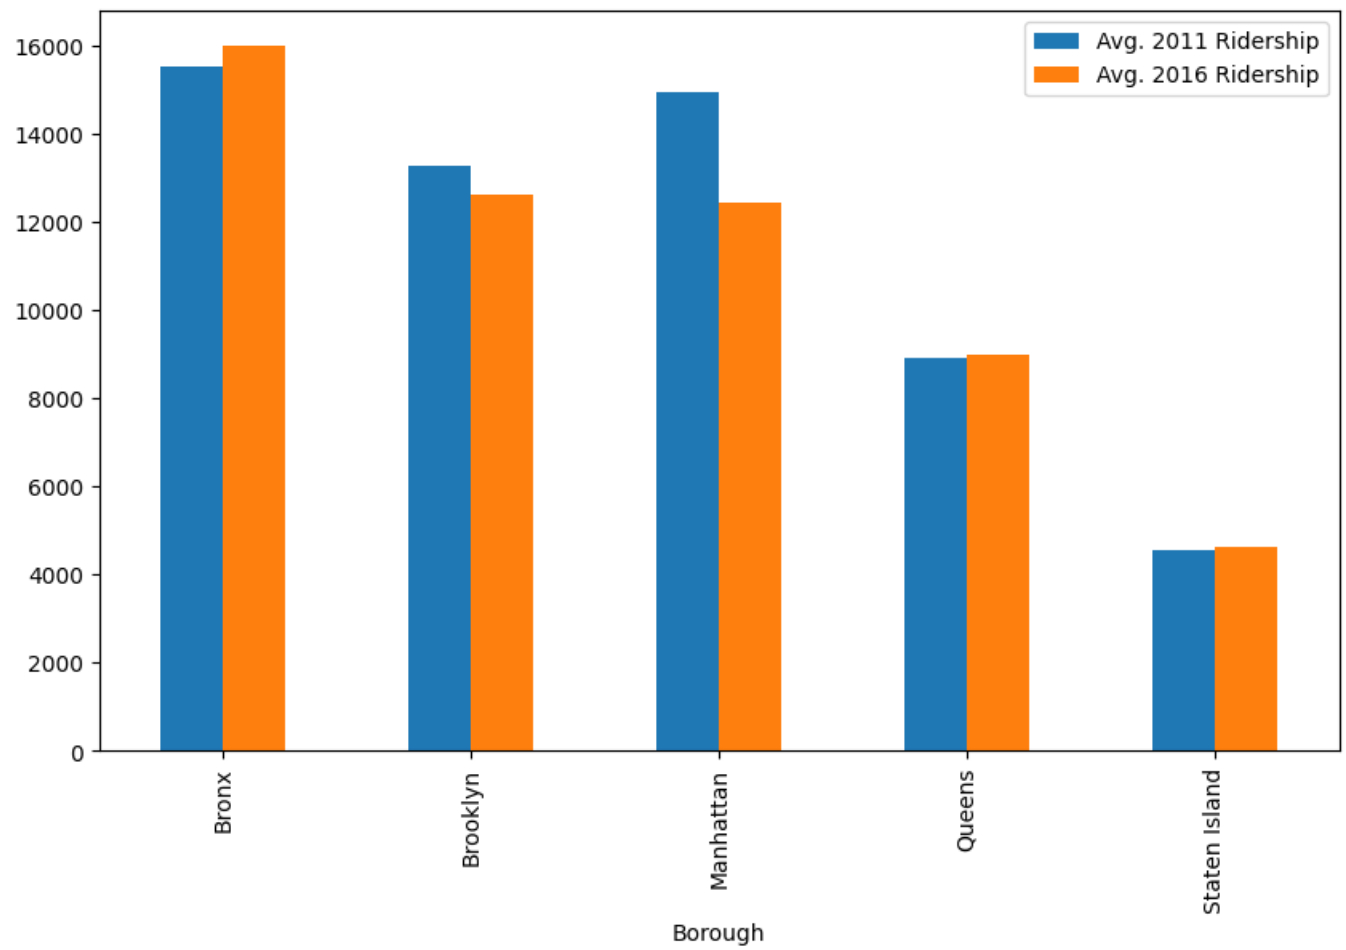 Avg. 2011 Ridership
Avg. 2016 Ridership
16000
14000
12000
10000
8000
6000
4000
2000
0
Bronx
Brooklyn
Manhattan
Queens
Staten Island
Borough